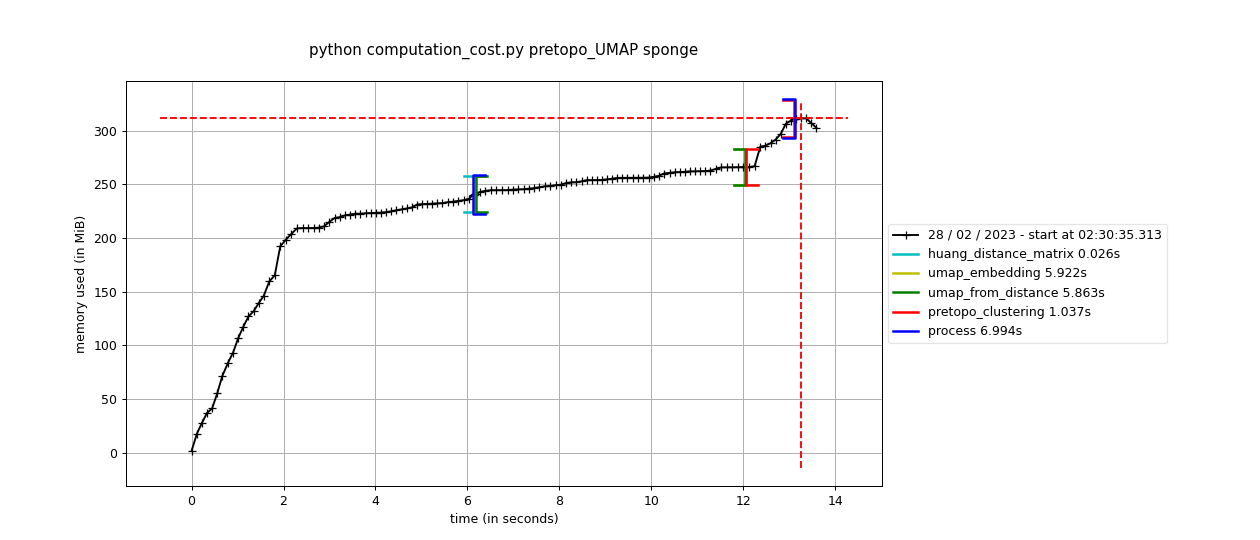 python computation_cost.py pretopo_UMAP sponge
memory used (in MiB)
300
250
200
150
100
50
0
0 2 4 6 8 10 12 14
time (in seconds)
28 / 02 / 2023 - start at 02:30:35.313
huang_distance_matrix 0.026s
umap_embedding 5.922s
umap_from_distance 5.863s
pretopo_clustering 1.037s
process 6.994s